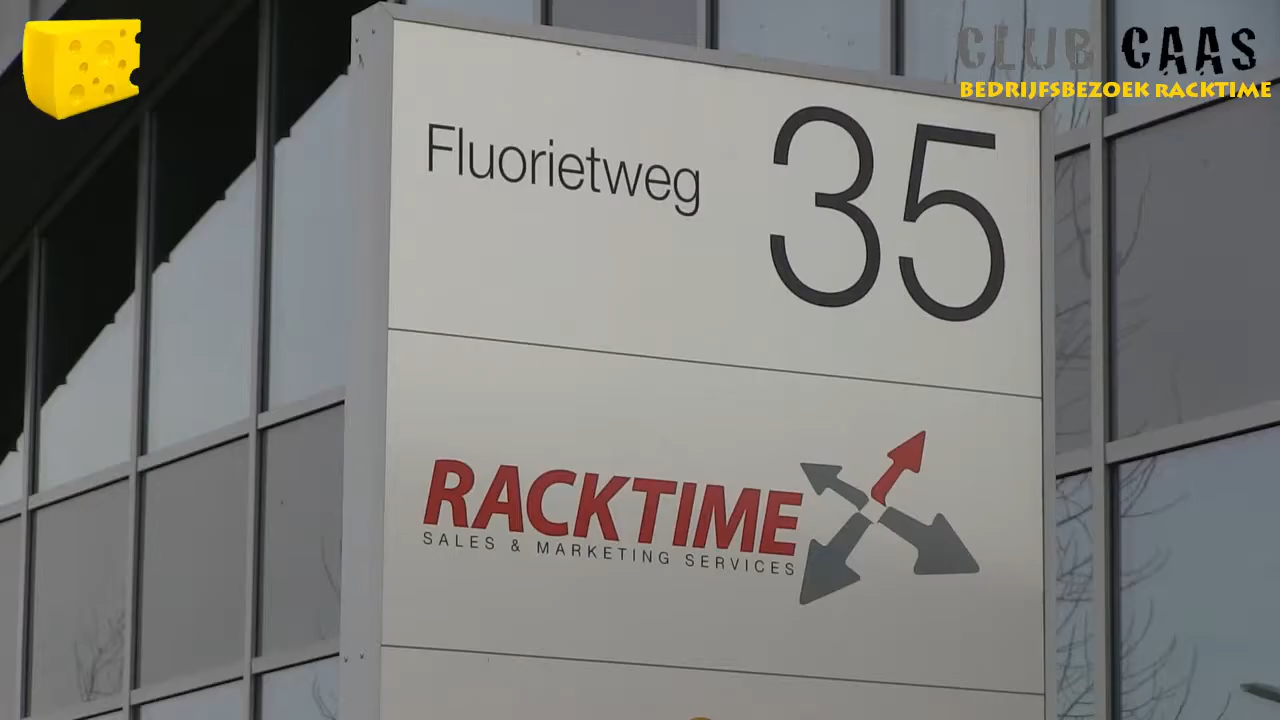 CLUB CAAS
BEDRIJFSBEZOEK RACKTIME
Fluorietweg 35
RACKTIME
SALES & MARKETING SERVICES